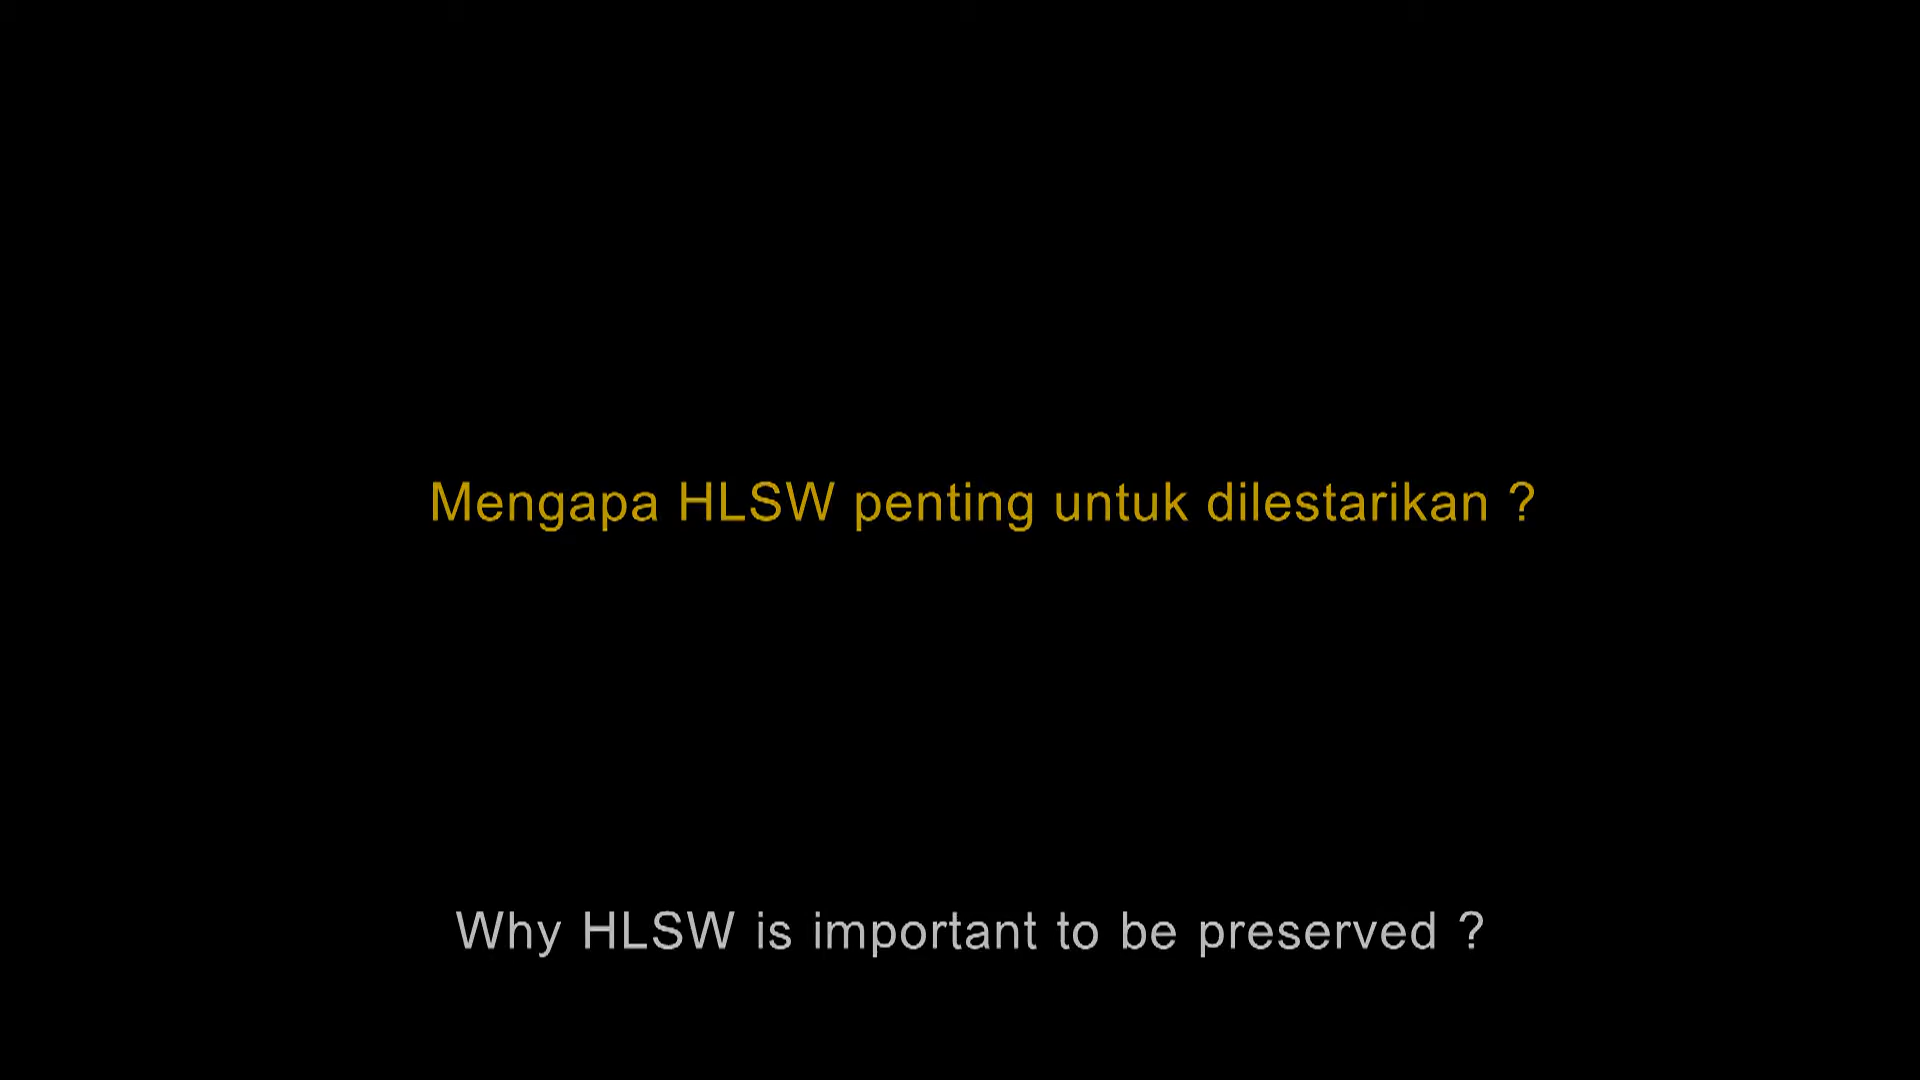 Mengapa HLSW penting untuk dilestarikan ?
Why HLSW is important to be preserved ?